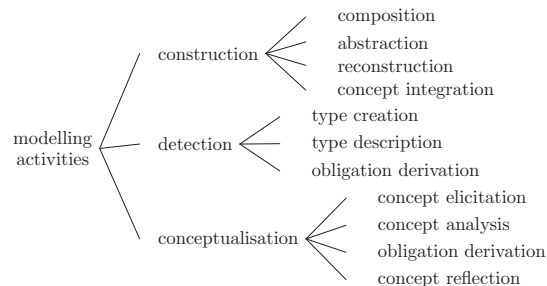 composition
abstraction
construction
reconstruction
concept integration
type creation
modelling
activities
detection
type description
obligation derivation
concept elicitation
concept analysis
conceptualisation
obligation derivation
concept reflection